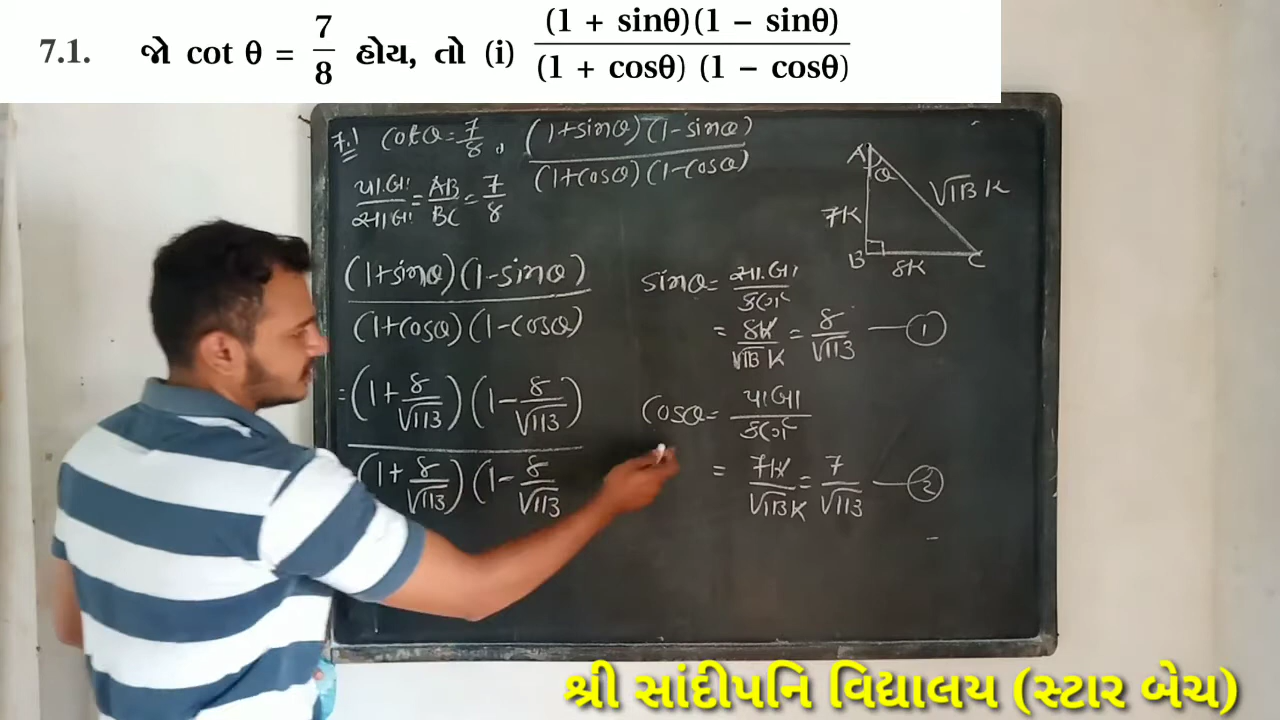 7.1. જો cot θ = 7/8 હોય, તો (i) (1 + sinθ)(1 − sinθ) / (1 + cosθ) (1 − cosθ)
7.1 cotθ = 7/8, (1+sinθ)(1-sinθ) / (1+cosθ)(1-cosθ)
પા.બા / સા.બા = AB/BC = 7/8
(1+sinθ)(1-sinθ) / (1+cosθ)(1-cosθ)
= (1+8/√113)(1-8/√113) / (1+8/√113)(1-8/√113
A θ
7K √113 K
B 8K C
sinθ = સા.બા / કર્ણ
= 8K/√113 K = 8/√113 — 1
cosθ = પાબા / કર્ણ
= 7K/√113K = 7/√113 — 2
શ્રી સાંદીપનિ વિદ્યાલય (સ્ટાર બેચ)